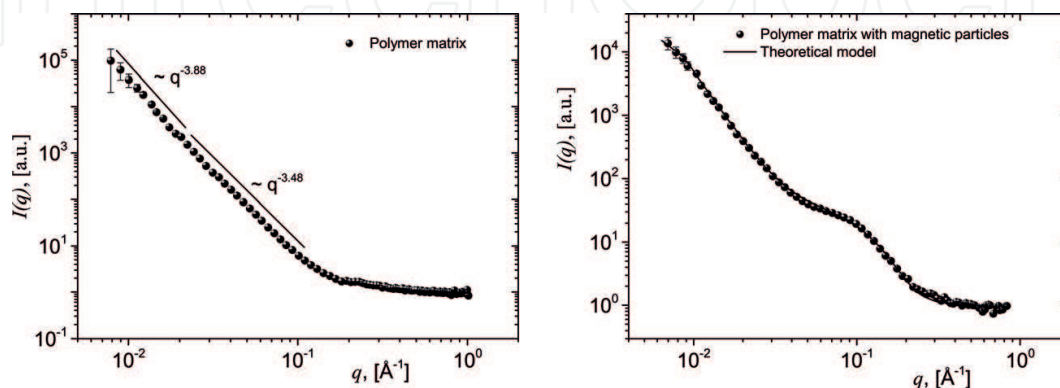 Polymer matrix
~ q^-3.88
~ q^-3.48
10^5
10^3
10^1
10^-1
I(q), [a.u.]
10^-2
10^-1
10^0
q, [Å^-1]
Polymer matrix with magnetic particles
Theoretical model
10^4
10^3
10^2
10^1
10^0
I(q), [a.u.]
10^-2
10^-1
10^0
q, [Å^-1]